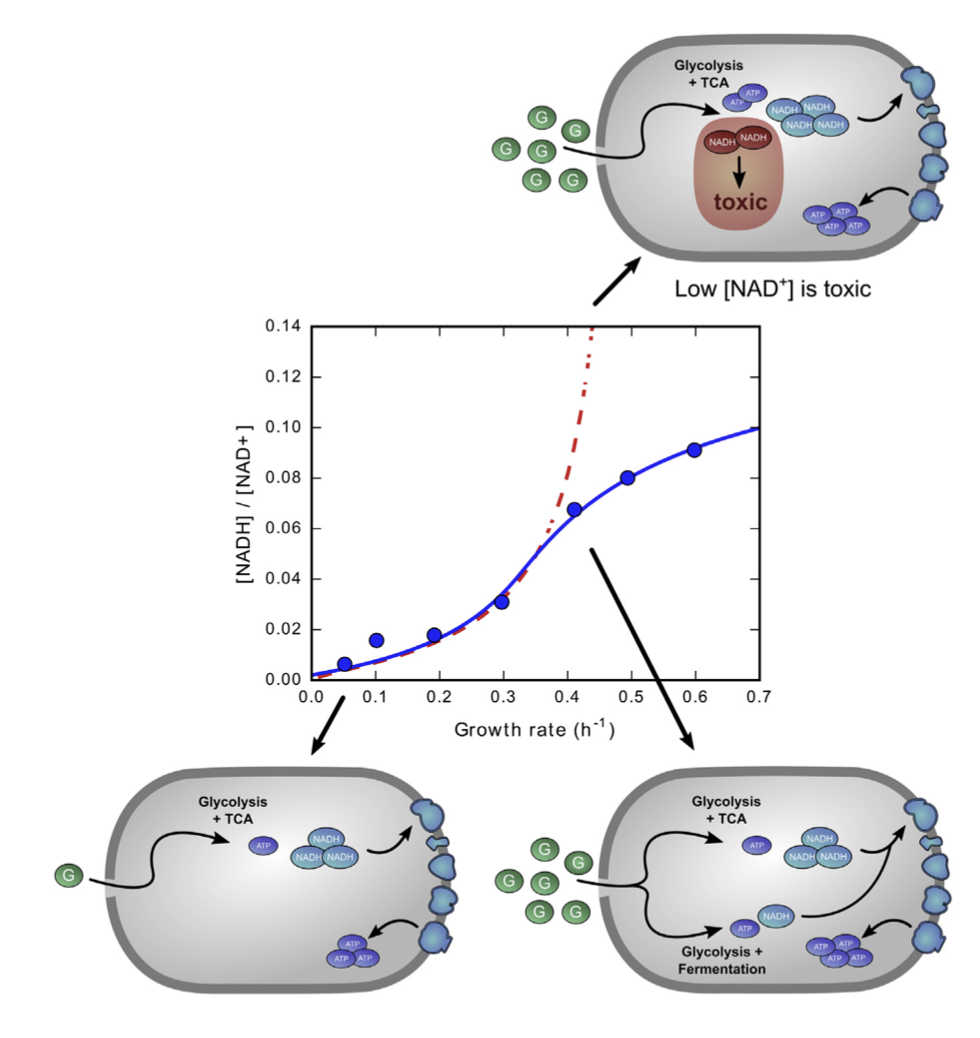 Glycolysis
+ TCA
ATP
ATP
NADH
NADH
NADH
NADH
G
G
G
G
G
G
NADH
NADH
toxic
ATP
ATP
ATP
ATP
Low [NAD⁺] is toxic
0.14
0.12
0.10
0.08
0.06
0.04
0.02
0.00
[NADH] / [NAD+]
0.0 0.1 0.2 0.3 0.4 0.5 0.6 0.7
Growth rate (h⁻¹)
Glycolysis
+ TCA
ATP
NADH
NADH
NADH
G
ATP
ATP
ATP
Glycolysis
+ TCA
ATP
NADH
NADH
NADH
G
G
G
G
G
G
ATP
NADH
Glycolysis +
Fermentation
ATP
ATP
ATP
ATP